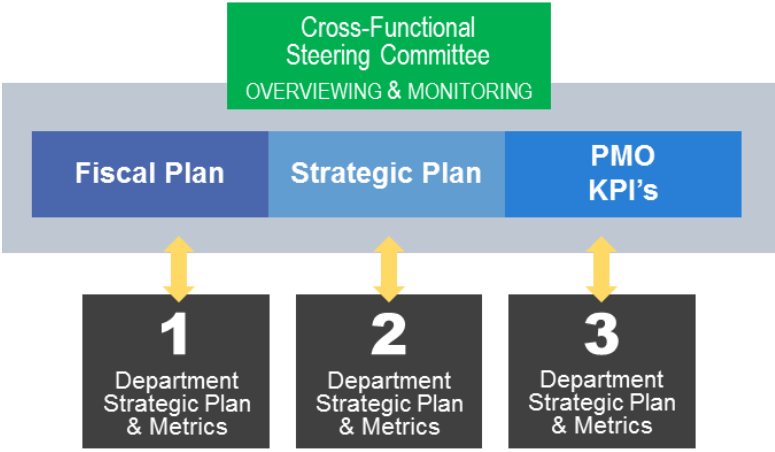 Cross-Functional
Steering Committee
OVERVIEWING & MONITORING
Fiscal Plan
Strategic Plan
PMO
KPI’s
1
Department
Strategic Plan
& Metrics
2
Department
Strategic Plan
& Metrics
3
Department
Strategic Plan
& Metrics